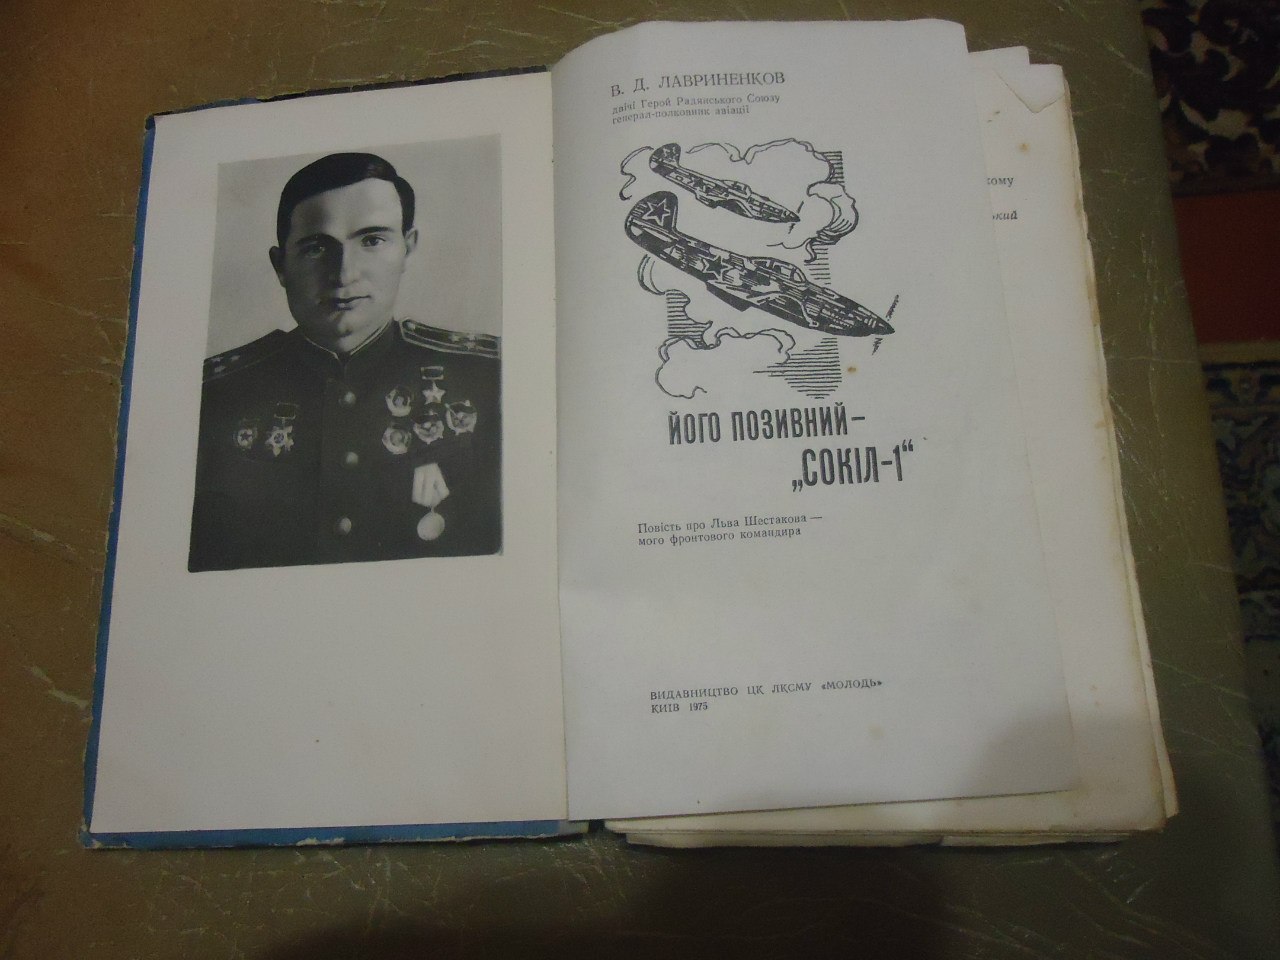 В. Д. ЛАВРИНЕНКОВ
двічі Герой Радянського Союзу
генерал-полковник авіації
ЙОГО ПОЗИВНИЙ –
„СОКІЛ-1“
Повість про Льва Шестакова —
мого фронтового командира
ВИДАВНИЦТВО ЦК ЛКСМУ «МОЛОДЬ»
КИЇВ 1975